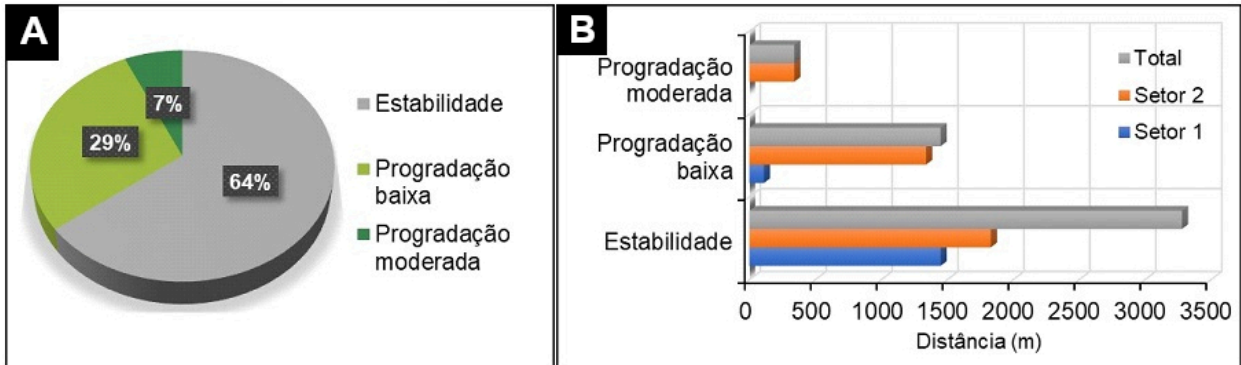 A
7%
29%
64%
Estabilidade
Progradação
baixa
Progradação
moderada
B
Progradação
moderada
Progradação
baixa
Estabilidade
Total
Setor 2
Setor 1
0 500 1000 1500 2000 2500 3000 3500
Distância (m)